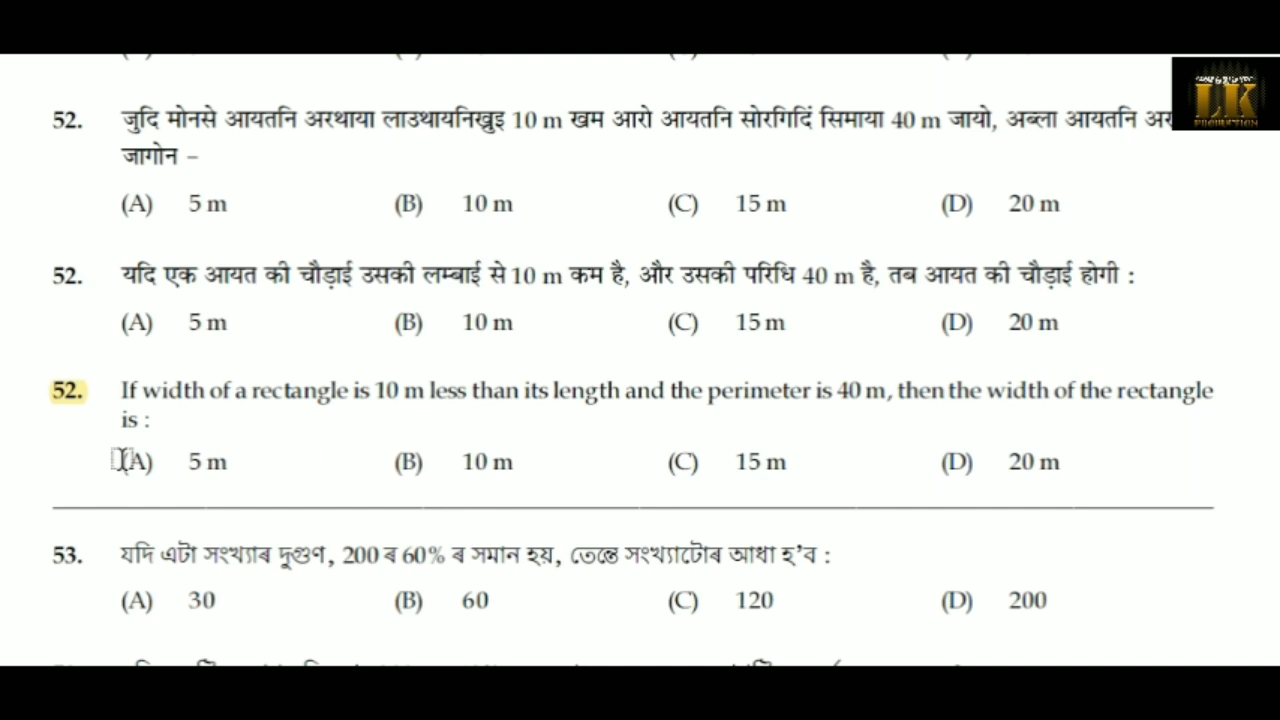 52. जुदि मोनसे आयतनि अरथाया लाउथायनिख्रुइ 10 m खम आरो आयतनि सोरगिदिं सिमाया 40 m जायो, अब्ला आयतनि
जागोन –
(A) 5 m (B) 10 m (C) 15 m (D) 20 m
52. यदि एक आयत की चौड़ाई उसकी लम्बाई से 10 m कम है, और उसकी परिधि 40 m है, तब आयत की चौड़ाई होगी :
(A) 5 m (B) 10 m (C) 15 m (D) 20 m
52. If width of a rectangle is 10 m less than its length and the perimeter is 40 m, then the width of the rectangle
is :
(A) 5 m (B) 10 m (C) 15 m (D) 20 m
53. যদি এটা সংখ্যাৰ দুগুণ, 200 ৰ 60% ৰ সমান হয়, তেন্তে সংখ্যাটোৰ আধা হ’ব :
(A) 30 (B) 60 (C) 120 (D) 200
LK
PRODUCTION